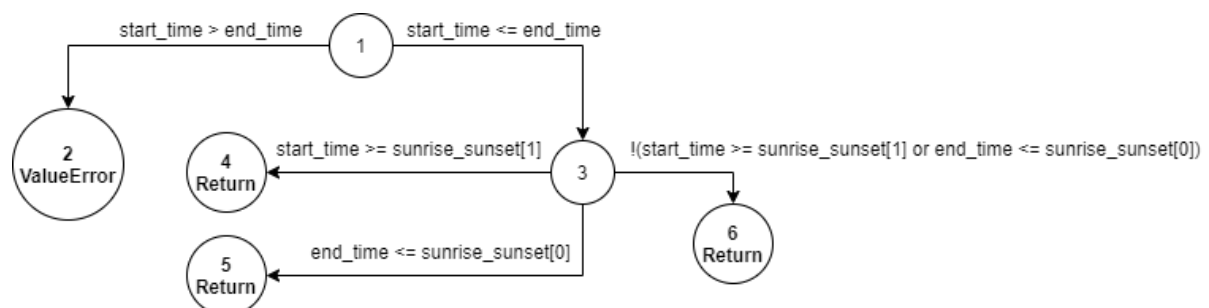 start_time > end_time
1
start_time <= end_time
2
ValueError
start_time >= sunrise_sunset[1]
4
Return
3
!(start_time >= sunrise_sunset[1] or end_time <= sunrise_sunset[0])
end_time <= sunrise_sunset[0]
5
Return
6
Return